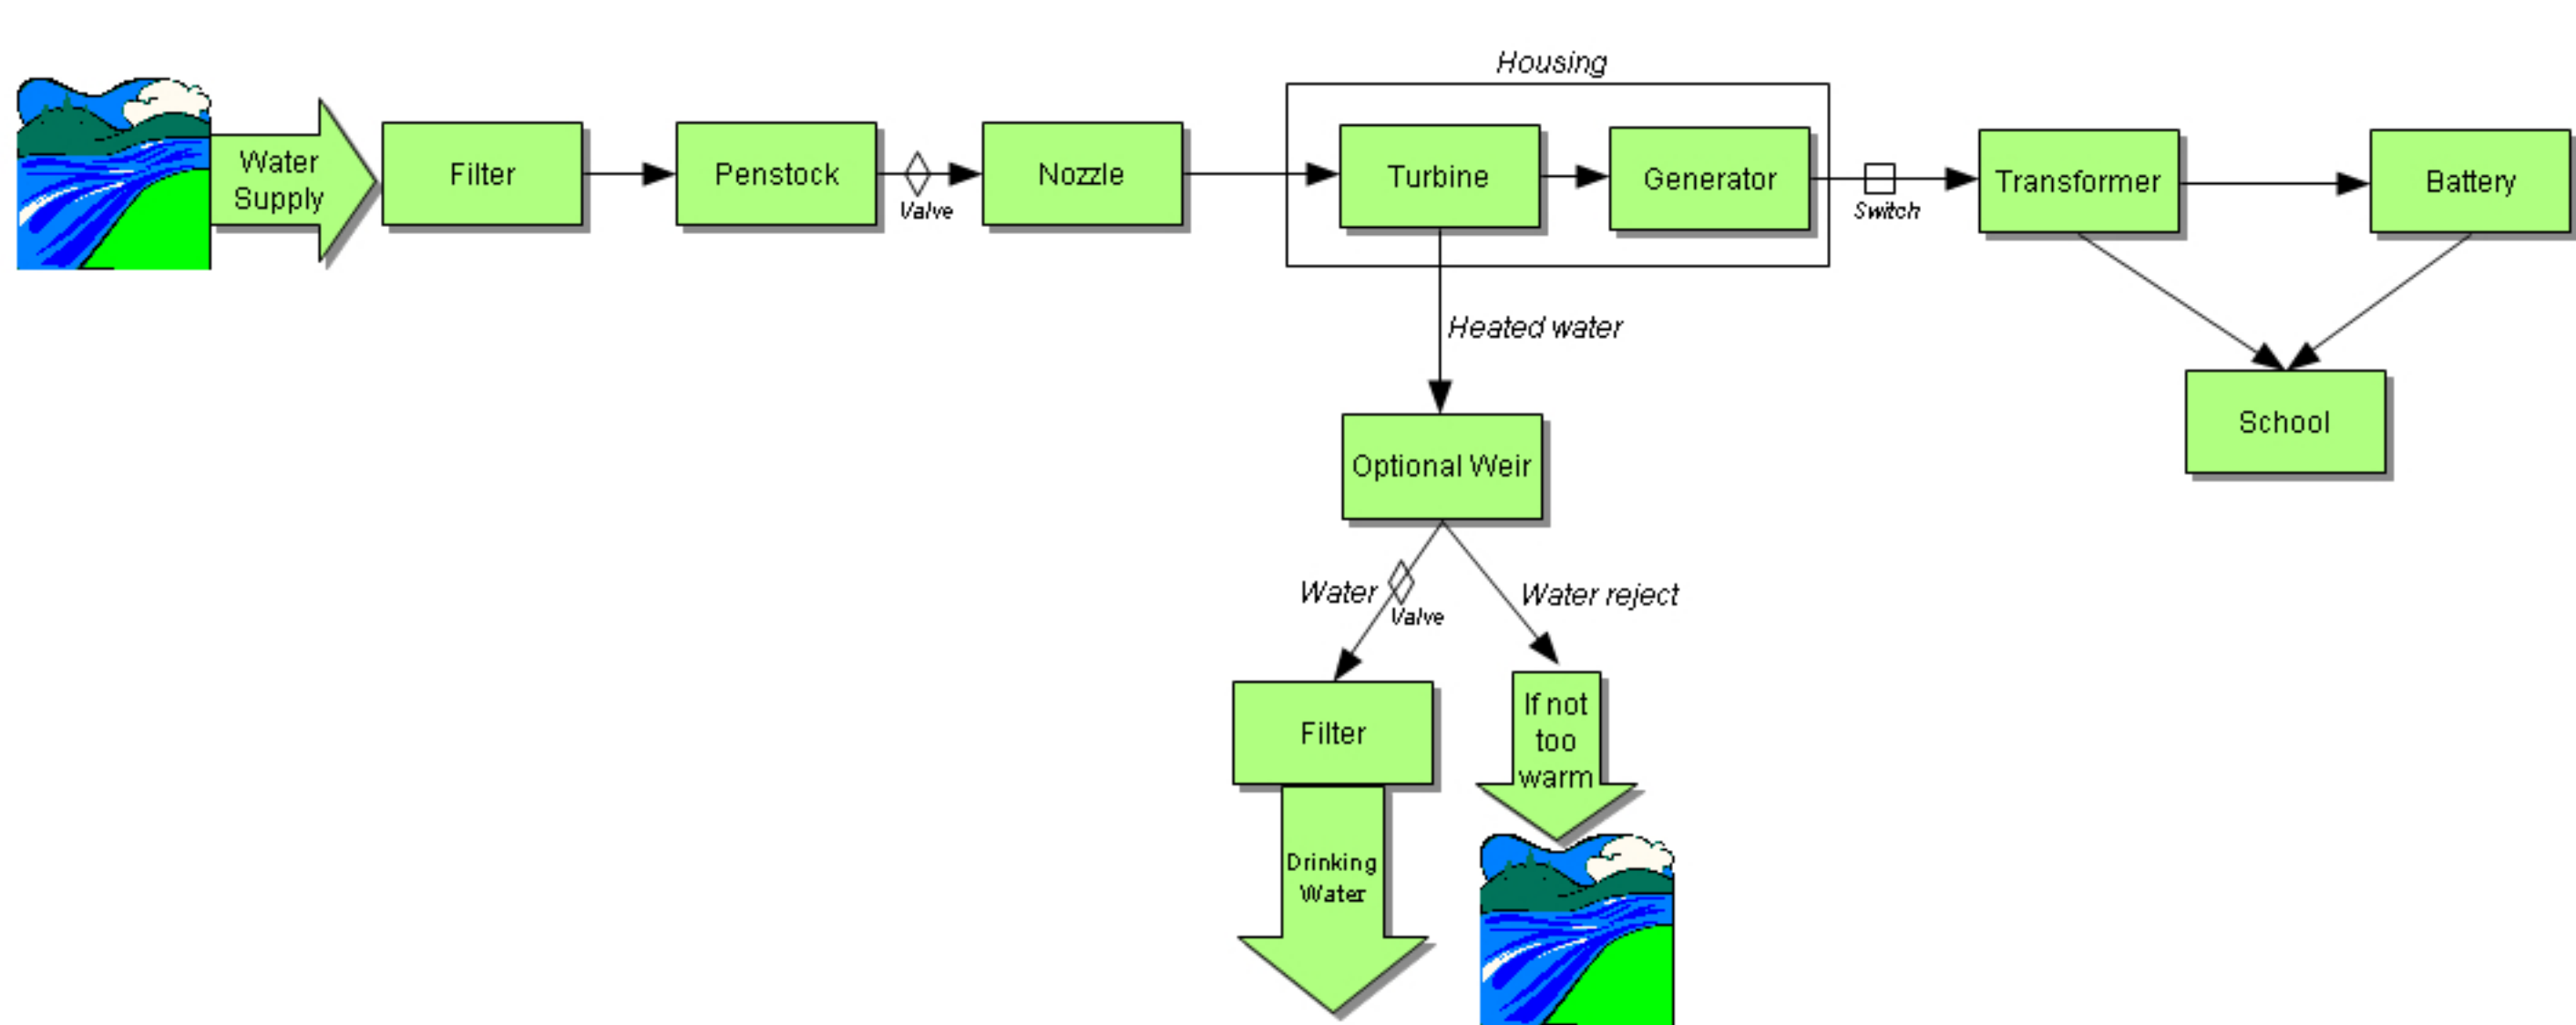 Housing
Water
Supply
Filter
Penstock
Valve
Nozzle
Turbine
Generator
Switch
Transformer
Battery
Heated water
School
Optional Weir
Water
Valve
Water reject
Filter
If not
too
warm
Drinking
Water